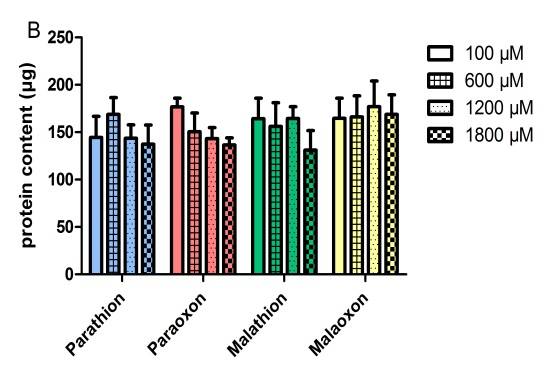 B
250
200
150
100
50
0
protein content (µg)
Parathion
Paraoxon
Malathion
Malaoxon
100 µM
600 µM
1200 µM
1800 µM